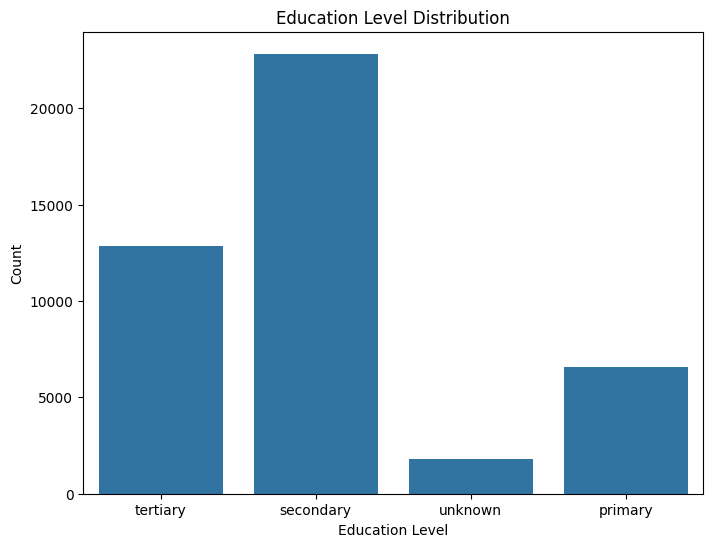 Education Level Distribution
Count
20000
15000
10000
5000
0
tertiary secondary unknown primary
Education Level